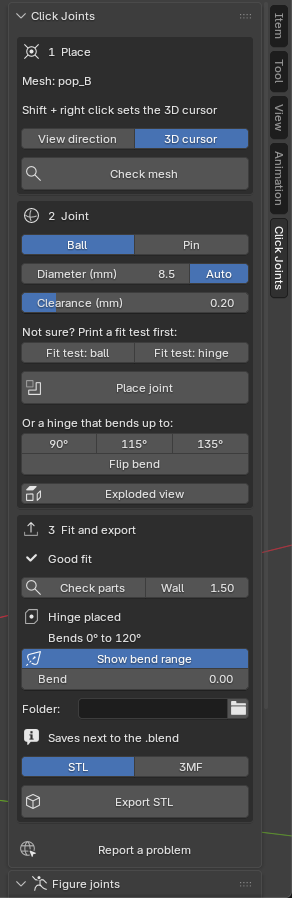 Click Joints
1 Place
Mesh: pop_B
Shift + right click sets the 3D cursor
View direction 3D cursor
Check mesh
2 Joint
Ball Pin
Diameter (mm) 8.5 Auto
Clearance (mm) 0.20
Not sure? Print a fit test first:
Fit test: ball Fit test: hinge
Place joint
Or a hinge that bends up to:
90° 115° 135°
Flip bend
Exploded view
3 Fit and export
Good fit
Check parts Wall 1.50
Hinge placed
Bends 0° to 120°
Show bend range
Bend 0.00
Folder:
Saves next to the .blend
STL 3MF
Export STL
Report a problem
Figure joints
Item
Tool
View
Animation
Click Joints